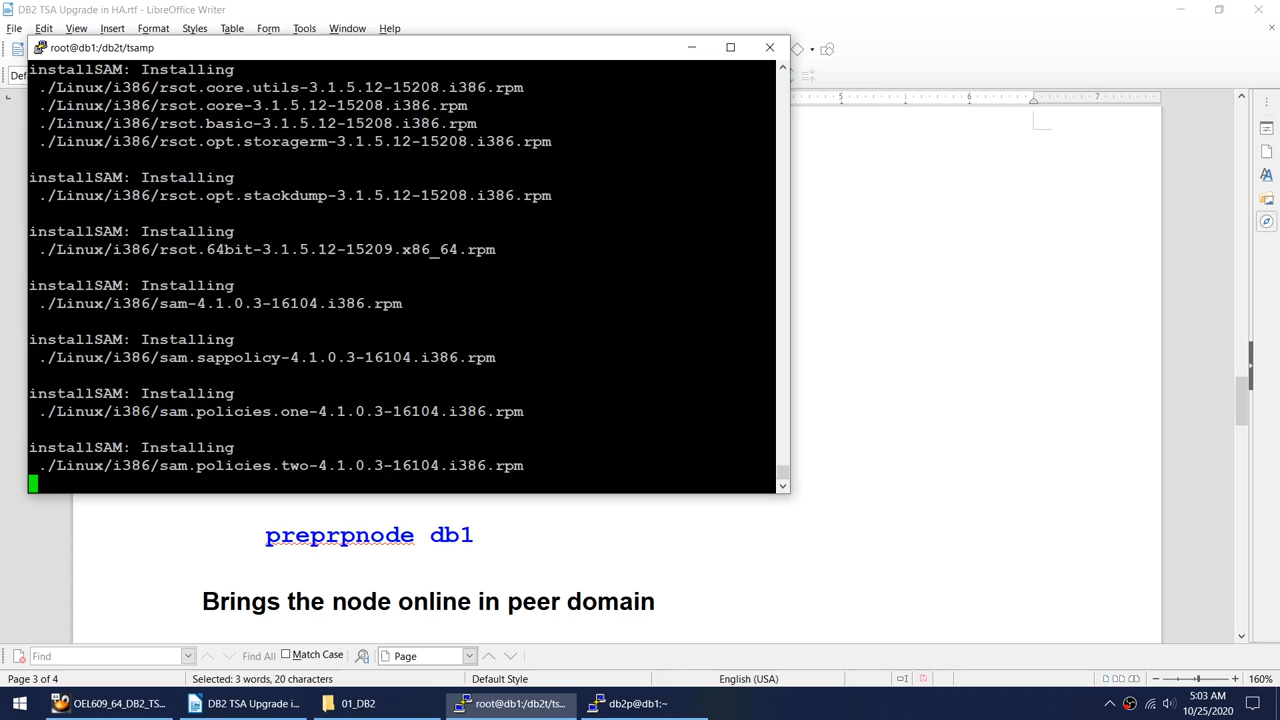 DB2 TSA Upgrade in HA.rtf - LibreOffice Writer
File Edit View Insert Format Styles Table Form Tools Window Help
root@db1:/db2t/tsamp
installSAM: Installing
./Linux/i386/rsct.core.utils-3.1.5.12-15208.i386.rpm
./Linux/i386/rsct.core-3.1.5.12-15208.i386.rpm
./Linux/i386/rsct.basic-3.1.5.12-15208.i386.rpm
./Linux/i386/rsct.opt.storagerm-3.1.5.12-15208.i386.rpm
installSAM: Installing
./Linux/i386/rsct.opt.stackdump-3.1.5.12-15208.i386.rpm
installSAM: Installing
./Linux/i386/rsct.64bit-3.1.5.12-15209.x86_64.rpm
installSAM: Installing
./Linux/i386/sam-4.1.0.3-16104.i386.rpm
installSAM: Installing
./Linux/i386/sam.sappolicy-4.1.0.3-16104.i386.rpm
installSAM: Installing
./Linux/i386/sam.policies.one-4.1.0.3-16104.i386.rpm
installSAM: Installing
./Linux/i386/sam.policies.two-4.1.0.3-16104.i386.rpm
5 6 7
preprpnode db1
Brings the node online in peer domain
Find Find All Match Case Page
Page 3 of 4 Selected: 3 words, 20 characters Default Style English (USA) 160%
OEL609_64_DB2_TS... DB2 TSA Upgrade i... 01_DB2 root@db1:/db2t/ts... db2p@db1:~ 5:03 AM
10/25/2020